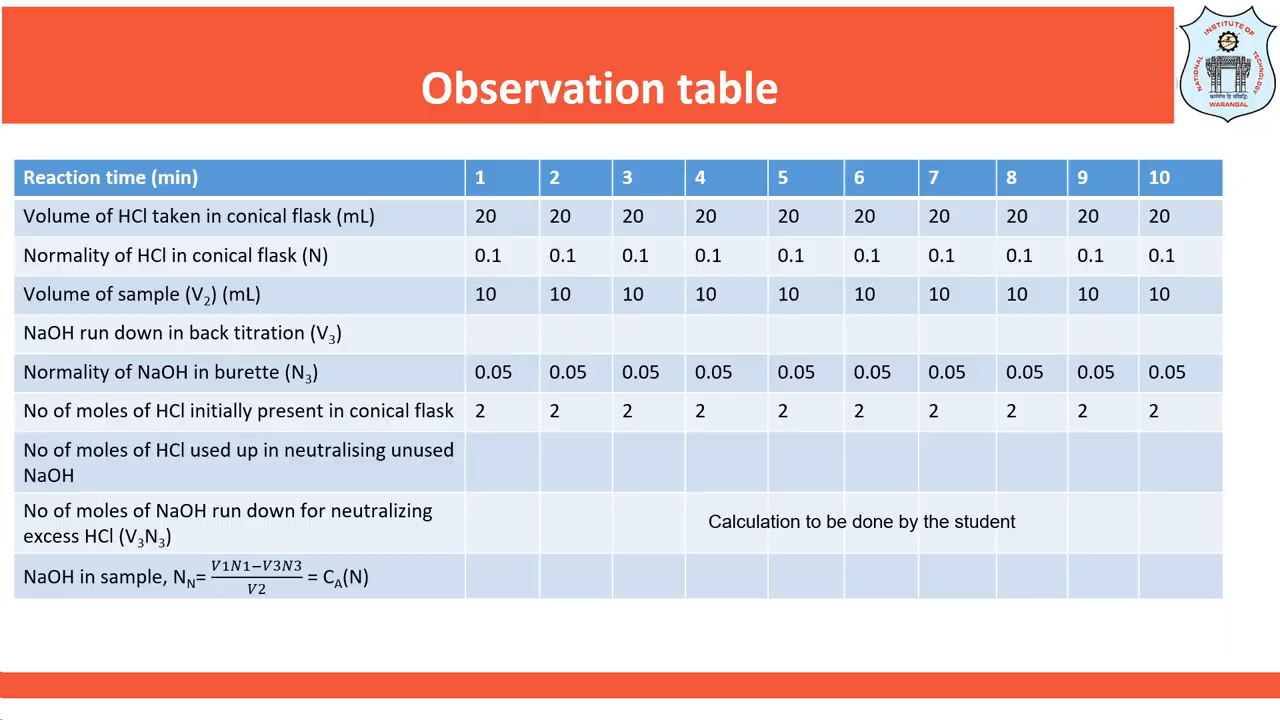 Observation table
INSTITUTE OF
NATIONAL
TECHNOLOGY
WARANGAL
Reaction time (min) 1 2 3 4 5 6 7 8 9 10
Volume of HCl taken in conical flask (mL) 20 20 20 20 20 20 20 20 20 20
Normality of HCl in conical flask (N) 0.1 0.1 0.1 0.1 0.1 0.1 0.1 0.1 0.1 0.1
Volume of sample (V₂) (mL) 10 10 10 10 10 10 10 10 10 10
NaOH run down in back titration (V₃)
Normality of NaOH in burette (N₃) 0.05 0.05 0.05 0.05 0.05 0.05 0.05 0.05 0.05 0.05
No of moles of HCl initially present in conical flask 2 2 2 2 2 2 2 2 2 2
No of moles of HCl used up in neutralising unused
NaOH
No of moles of NaOH run down for neutralizing
excess HCl (V₃N₃)
Calculation to be done by the student
NaOH in sample, N_N= (V1N1−V3N3)/V2 = C_A(N)